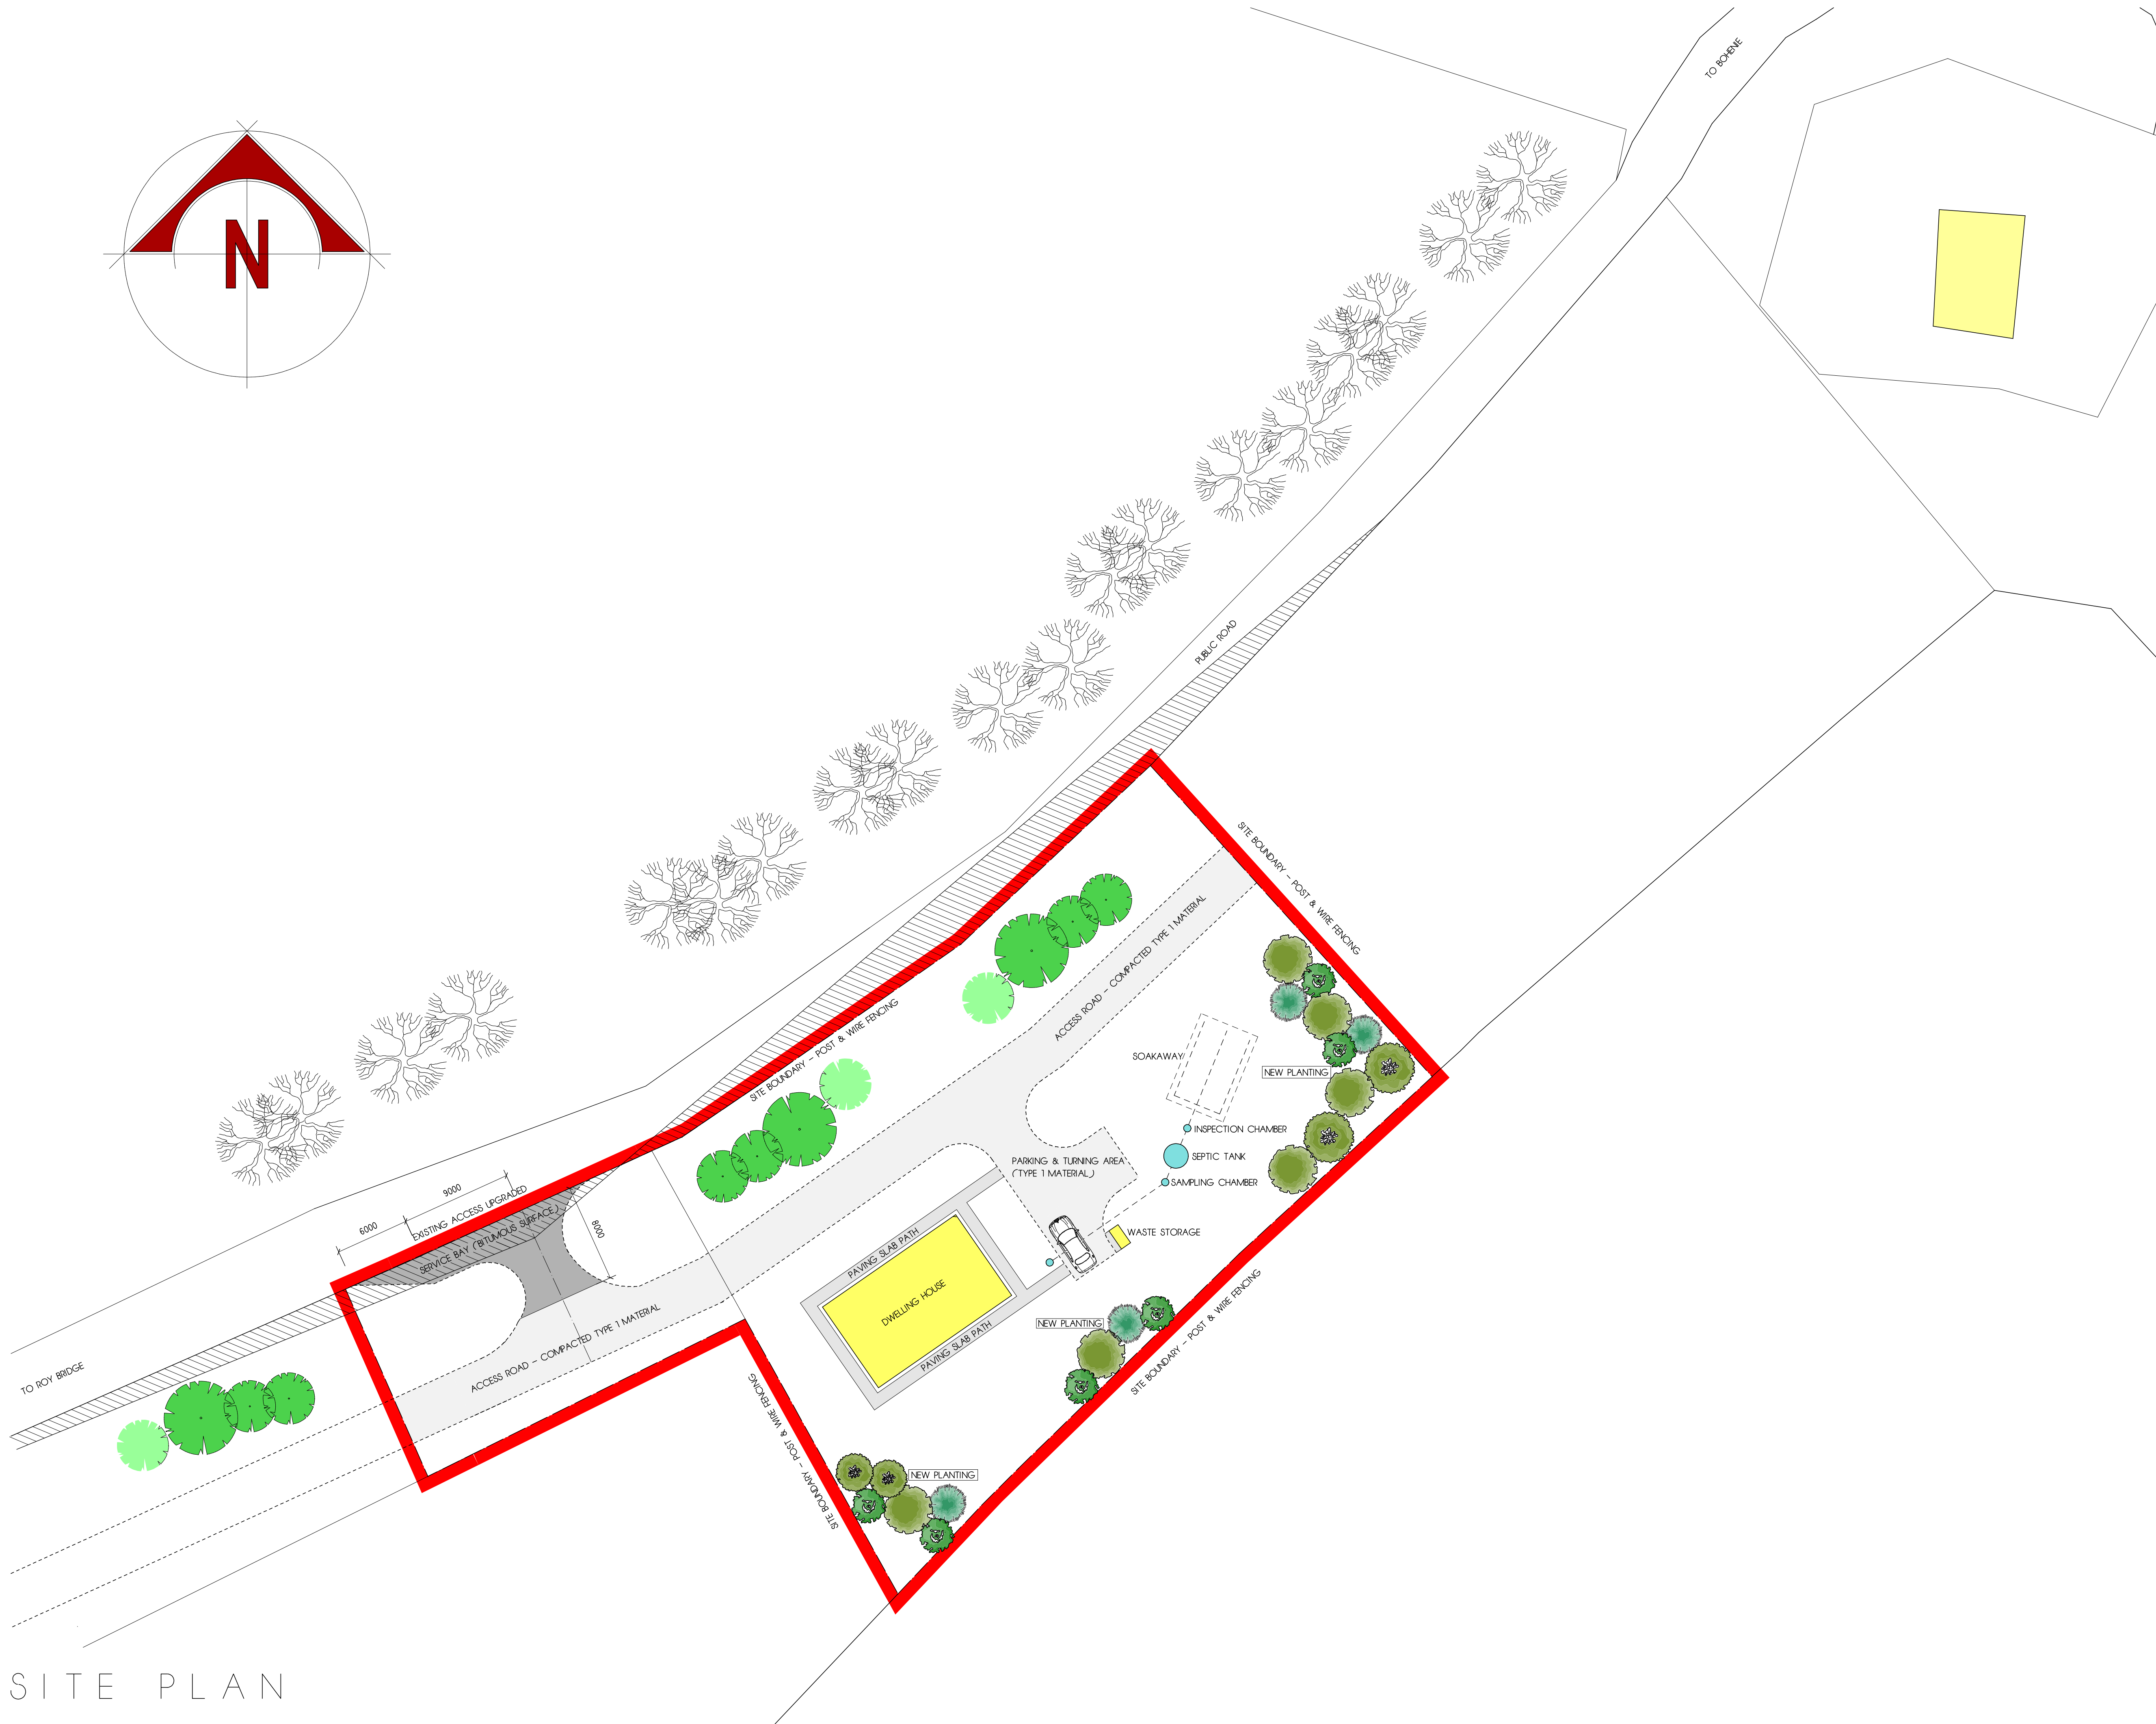 TO BOHENIE
N
PUBLIC ROAD
SITE BOUNDARY - POST & WIRE FENCING
SITE BOUNDARY - POST & WIRE FENCING
ACCESS ROAD - COMPACTED TYPE 1 MATERIAL
SOAKAWAY
NEW PLANTING
INSPECTION CHAMBER
SEPTIC TANK
PARKING & TURNING AREA
(TYPE 1 MATERIAL)
SAMPLING CHAMBER
9000
6000
EXISTING ACCESS UPGRADED
SERVICE BAY (BITUMOUS SURFACE)
8000
WASTE STORAGE
PAVING SLAB PATH
DWELLING HOUSE
PAVING SLAB PATH
NEW PLANTING
SITE BOUNDARY - POST & WIRE FENCING
ACCESS ROAD - COMPACTED TYPE 1 MATERIAL
TO ROY BRIDGE
SITE BOUNDARY - POST & WIRE FENCING
NEW PLANTING
SITE PLAN